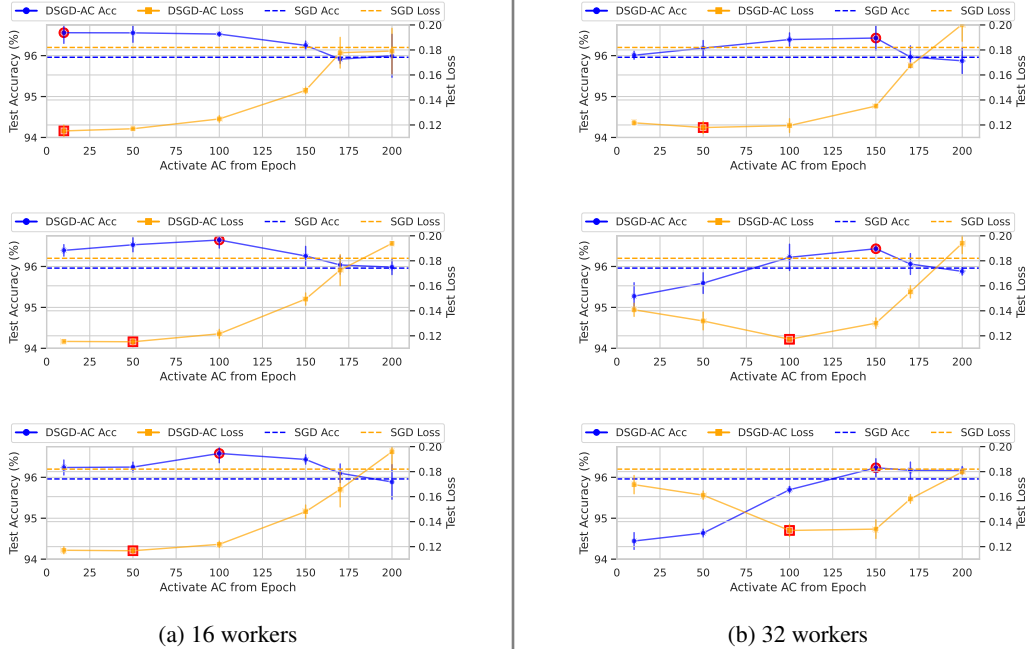 DSGD-AC Acc DSGD-AC Loss SGD Acc SGD Loss
Test Accuracy (%)
96
95
94
0.20
0.18
0.16
0.14
0.12
Test Loss
0 25 50 75 100 125 150 175 200
Activate AC from Epoch
DSGD-AC Acc DSGD-AC Loss SGD Acc SGD Loss
Test Accuracy (%)
96
95
94
0.20
0.18
0.16
0.14
0.12
Test Loss
0 25 50 75 100 125 150 175 200
Activate AC from Epoch
DSGD-AC Acc DSGD-AC Loss SGD Acc SGD Loss
Test Accuracy (%)
96
95
94
0.20
0.18
0.16
0.14
0.12
Test Loss
0 25 50 75 100 125 150 175 200
Activate AC from Epoch
(a) 16 workers
DSGD-AC Acc DSGD-AC Loss SGD Acc SGD Loss
Test Accuracy (%)
96
95
94
0.20
0.18
0.16
0.14
0.12
Test Loss
0 25 50 75 100 125 150 175 200
Activate AC from Epoch
DSGD-AC Acc DSGD-AC Loss SGD Acc SGD Loss
Test Accuracy (%)
96
95
94
0.20
0.18
0.16
0.14
0.12
Test Loss
0 25 50 75 100 125 150 175 200
Activate AC from Epoch
DSGD-AC Acc DSGD-AC Loss SGD Acc SGD Loss
Test Accuracy (%)
96
95
94
0.20
0.18
0.16
0.14
0.12
Test Loss
0 25 50 75 100 125 150 175 200
Activate AC from Epoch
(b) 32 workers